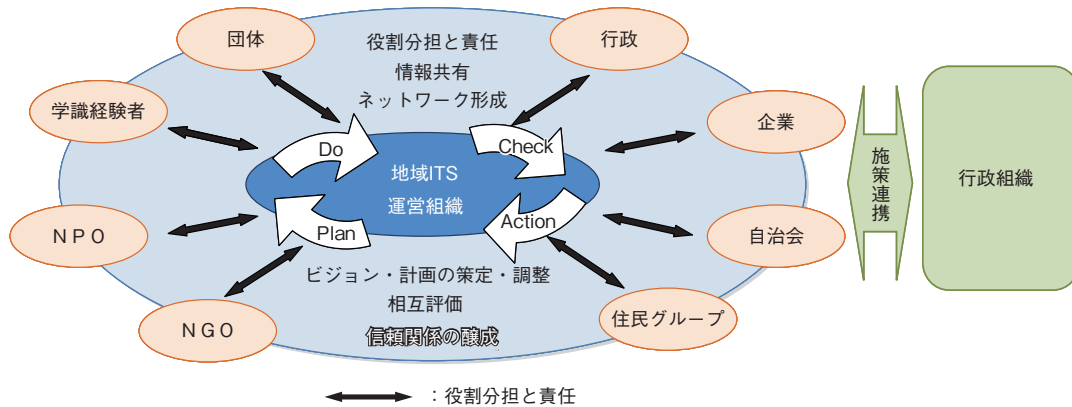 団体
役割分担と責任
情報共有
ネットワーク形成
行政
学識経験者
企業
Do
Check
地域ITS
運営組織
施策連携
行政組織
Plan
Action
ＮＰＯ
自治会
ビジョン・計画の策定・調整
相互評価
信頼関係の醸成
ＮＧＯ
住民グループ
：役割分担と責任